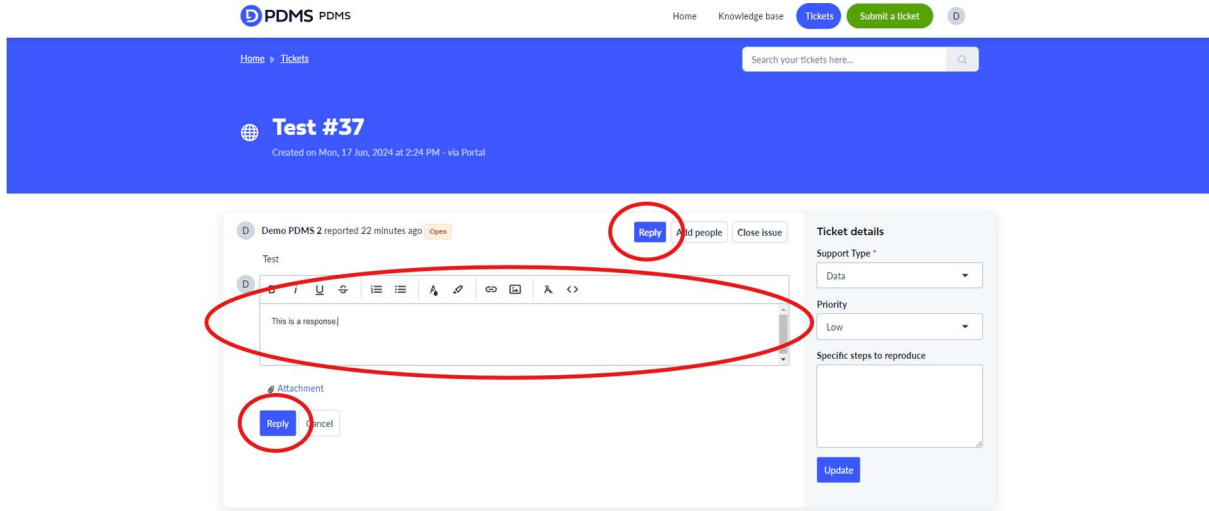 PDMS PDMS Home Knowledge base Tickets Submit a ticket D
Home Tickets Search your tickets here...
Test #37
Created on Mon, 17 Jun, 2024 at 2:24 PM - via Portal
D Demo PDMS 2 reported 22 minutes ago Open Reply Add people Close issue
Test
D B I U S A
This is a response.
Attachment
Reply Cancel
Ticket details
Support Type *
Data
Priority
Low
Specific steps to reproduce
Update